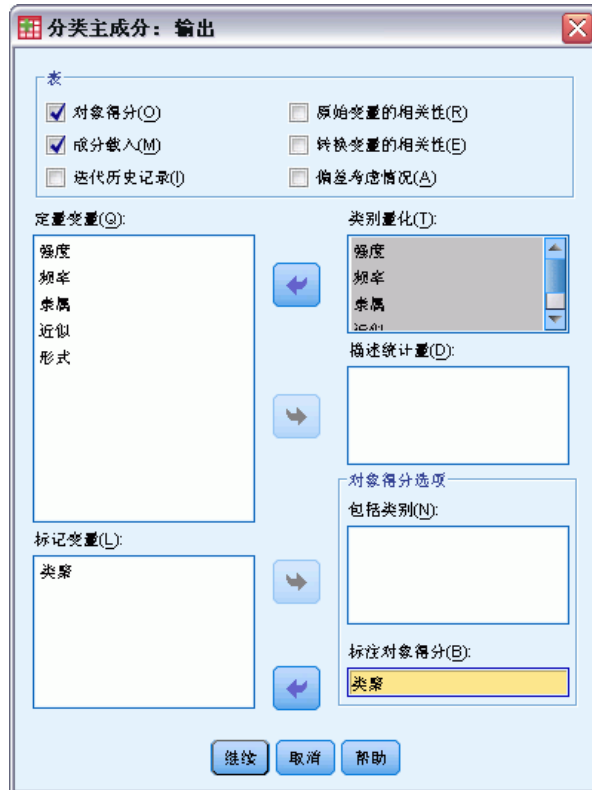 分类主成分：输出
表
对象得分(O)
原始变量的相关性(R)
成分载入(M)
转换变量的相关性(E)
迭代历史记录(I)
偏差考虑情况(A)
定量变量(Q):
强度
频率
隶属
近似
形式
类别量化(T):
强度
频率
隶属
近似
描述统计量(D):
对象得分选项
包括类别(N):
标记变量(L):
类聚
标注对象得分(B):
类聚
继续
取消
帮助